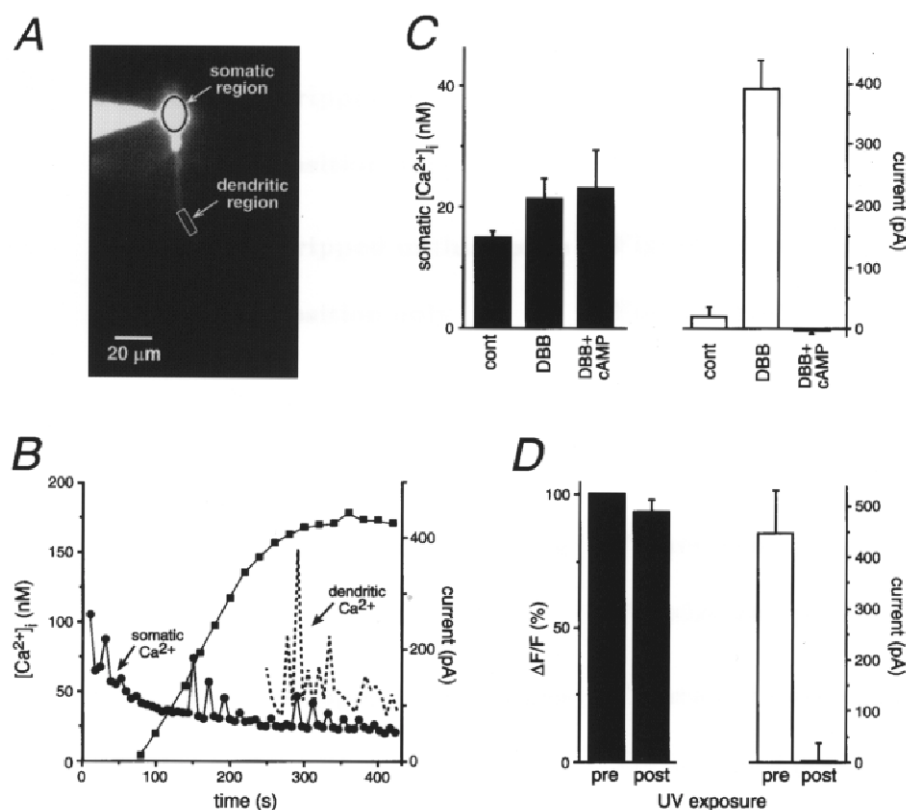 A
somatic
region
dendritic
region
20 μm
B
[Ca²⁺]ᵢ (nM)
200
150
100
50
0
somatic
Ca²⁺
dendritic
Ca²⁺
400
200
0
current (pA)
0
100
200
300
400
time (s)
C
somatic [Ca²⁺]ᵢ (nM)
40
20
0
cont
DBB
DBB+
cAMP
400
300
200
100
0
current (pA)
cont
DBB
DBB+
cAMP
D
ΔF/F (%)
100
50
0
pre
post
500
400
300
200
100
0
current (pA)
pre
post
UV exposure